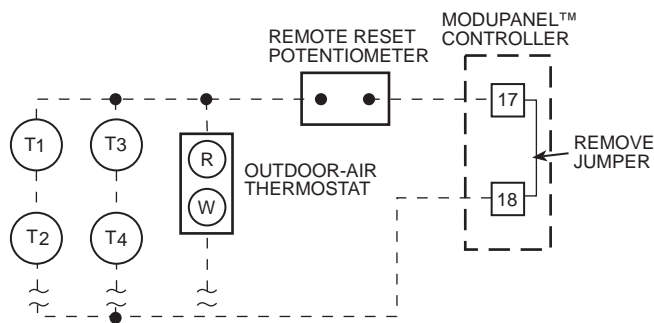 MODUPANEL™
CONTROLLER
REMOTE RESET
POTENTIOMETER
17
T1
T3
R
OUTDOOR-AIR
THERMOSTAT
REMOVE
JUMPER
18
W
T2
T4